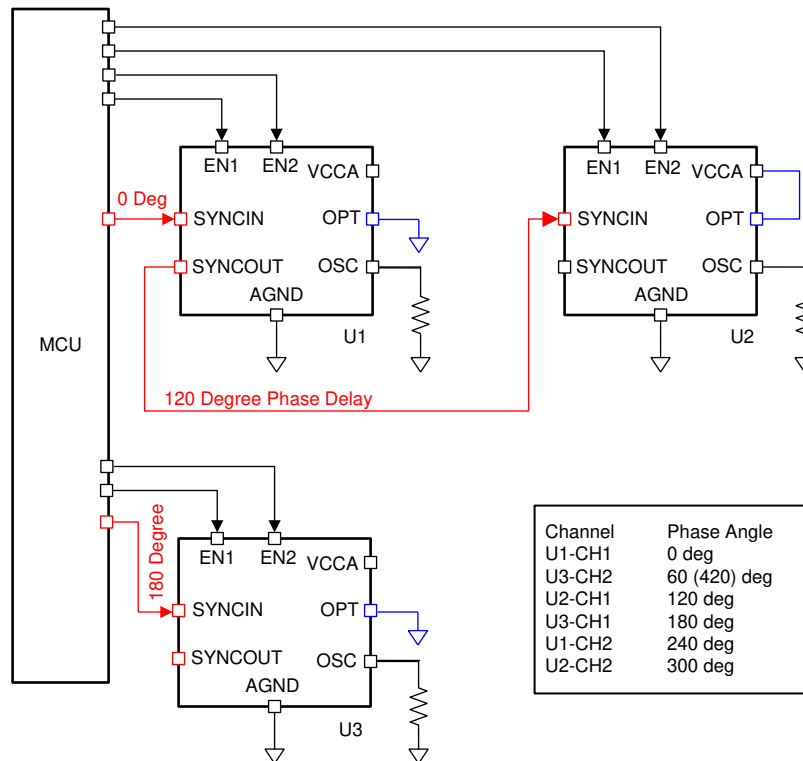 MCU
0 Deg
EN1 EN2
VCCA
SYNCIN
OPT
SYNCOUT
OSC
AGND
U1
EN1 EN2
VCCA
SYNCIN
OPT
SYNCOUT
OSC
AGND
U2
120 Degree Phase Delay
180 Degree
EN1 EN2
VCCA
SYNCIN
OPT
SYNCOUT
OSC
AGND
U3
Channel Phase Angle
U1-CH1 0 deg
U3-CH2 60 (420) deg
U2-CH1 120 deg
U3-CH1 180 deg
U1-CH2 240 deg
U2-CH2 300 deg